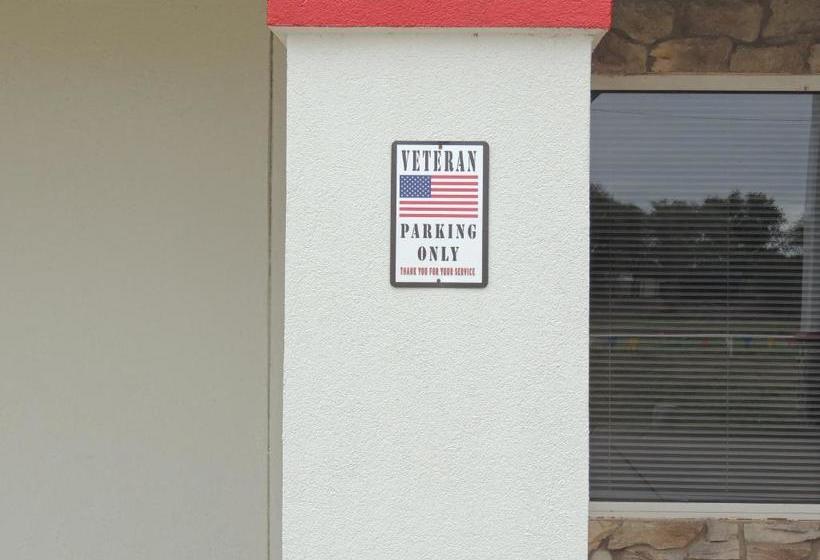 VETERAN
PARKING
ONLY
THANK YOU FOR YOUR SERVICE